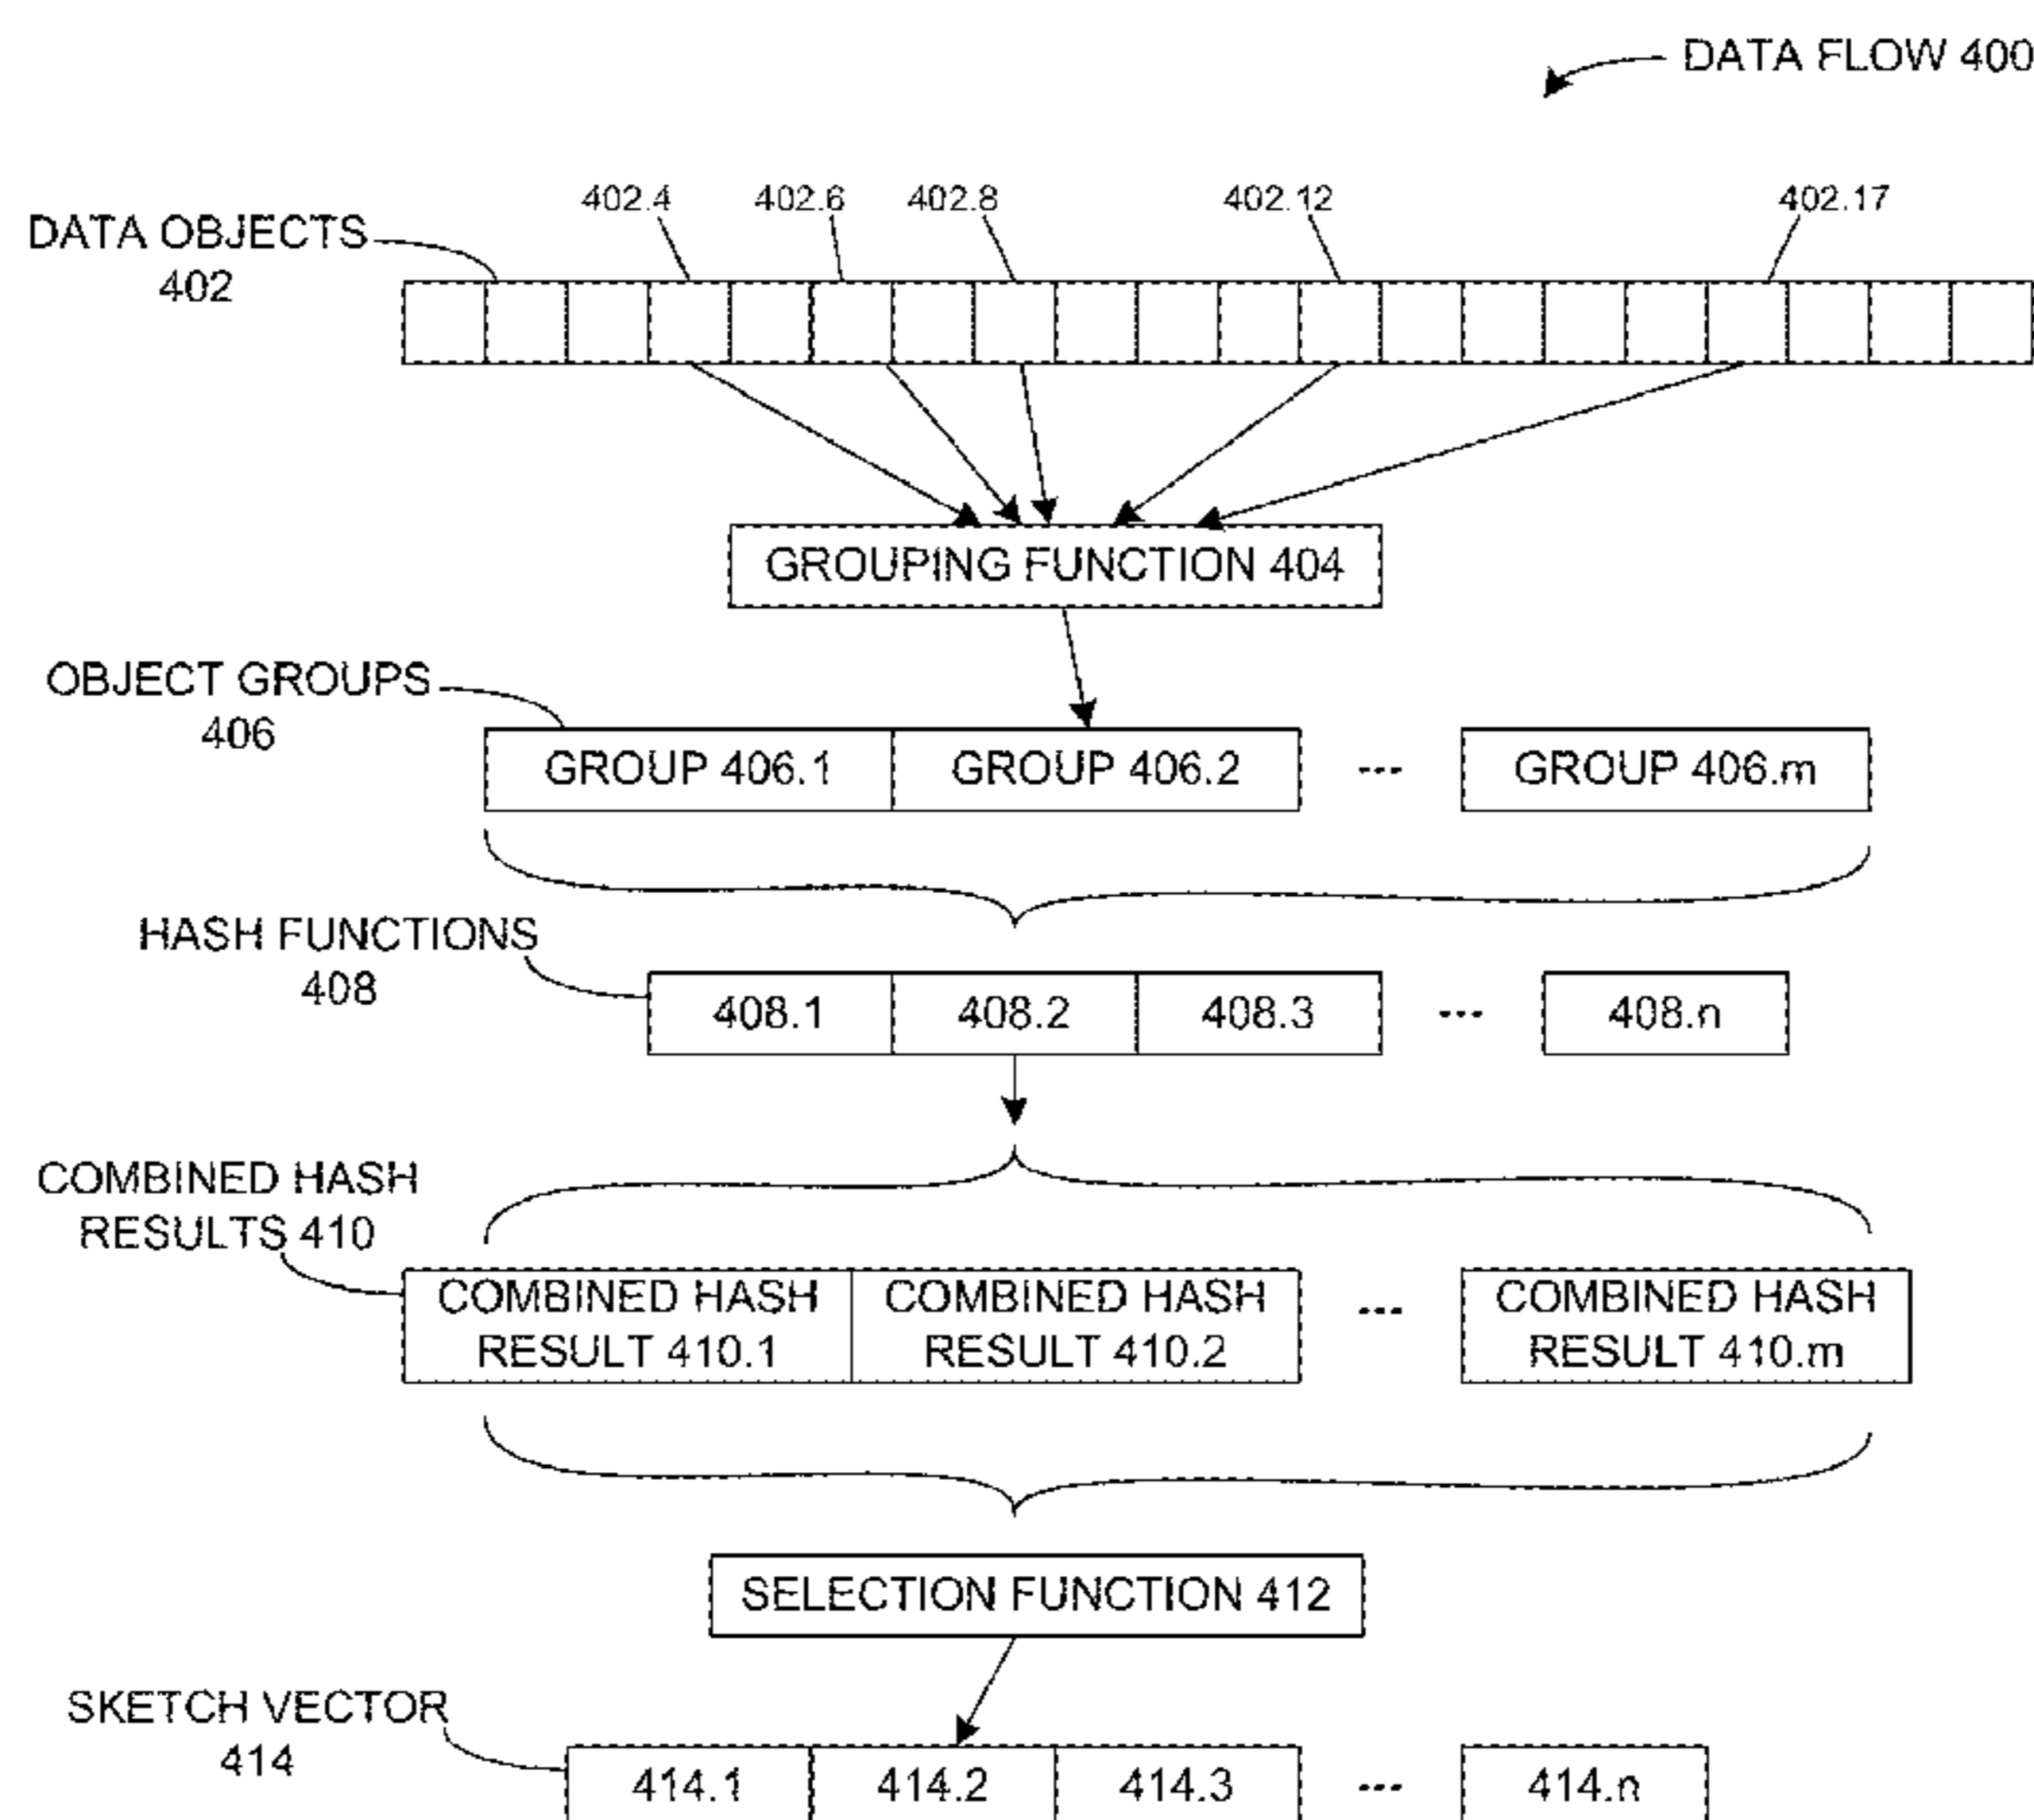 DATA FLOW 400
402.4 402.6 402.8 402.12 402.17
DATA OBJECTS
402
GROUPING FUNCTION 404
OBJECT GROUPS
406
GROUP 406.1 GROUP 406.2 --- GROUP 406.m
HASH FUNCTIONS
408
408.1 408.2 408.3 --- 408.n
COMBINED HASH
RESULTS 410
COMBINED HASH
RESULT 410.1
COMBINED HASH
RESULT 410.2
---
COMBINED HASH
RESULT 410.m
SELECTION FUNCTION 412
SKETCH VECTOR
414
414.1 414.2 414.3 --- 414.n